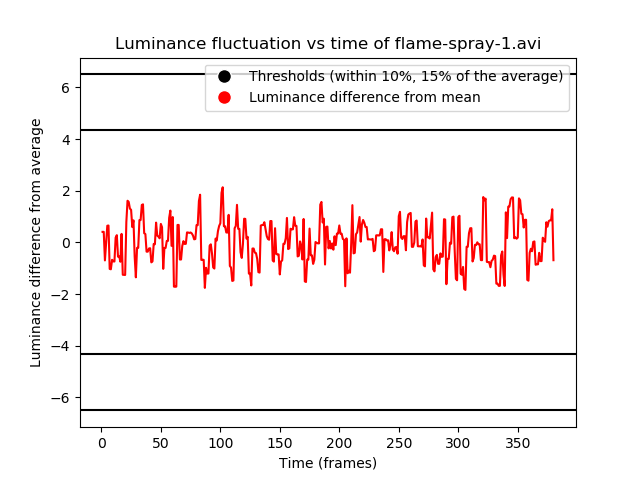 Luminance fluctuation vs time of flame-spray-1.avi
Thresholds (within 10%, 15% of the average)
Luminance difference from mean
Luminance difference from average
6
4
2
0
−2
−4
−6
0 50 100 150 200 250 300 350
Time (frames)